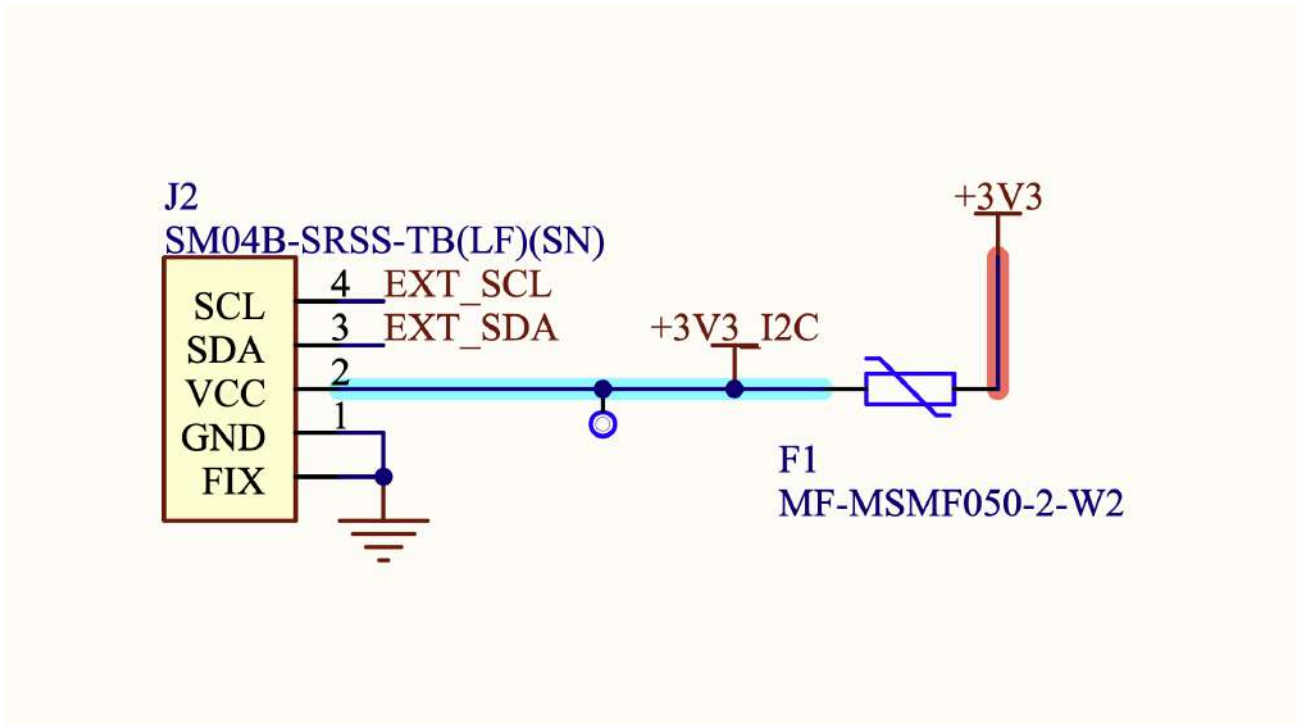 J2
SM04B-SRSS-TB(LF)(SN)
+3V3
SCL 4 EXT_SCL
SDA 3 EXT_SDA
+3V3_I2C
VCC 2
GND 1
FIX
F1
MF-MSMF050-2-W2